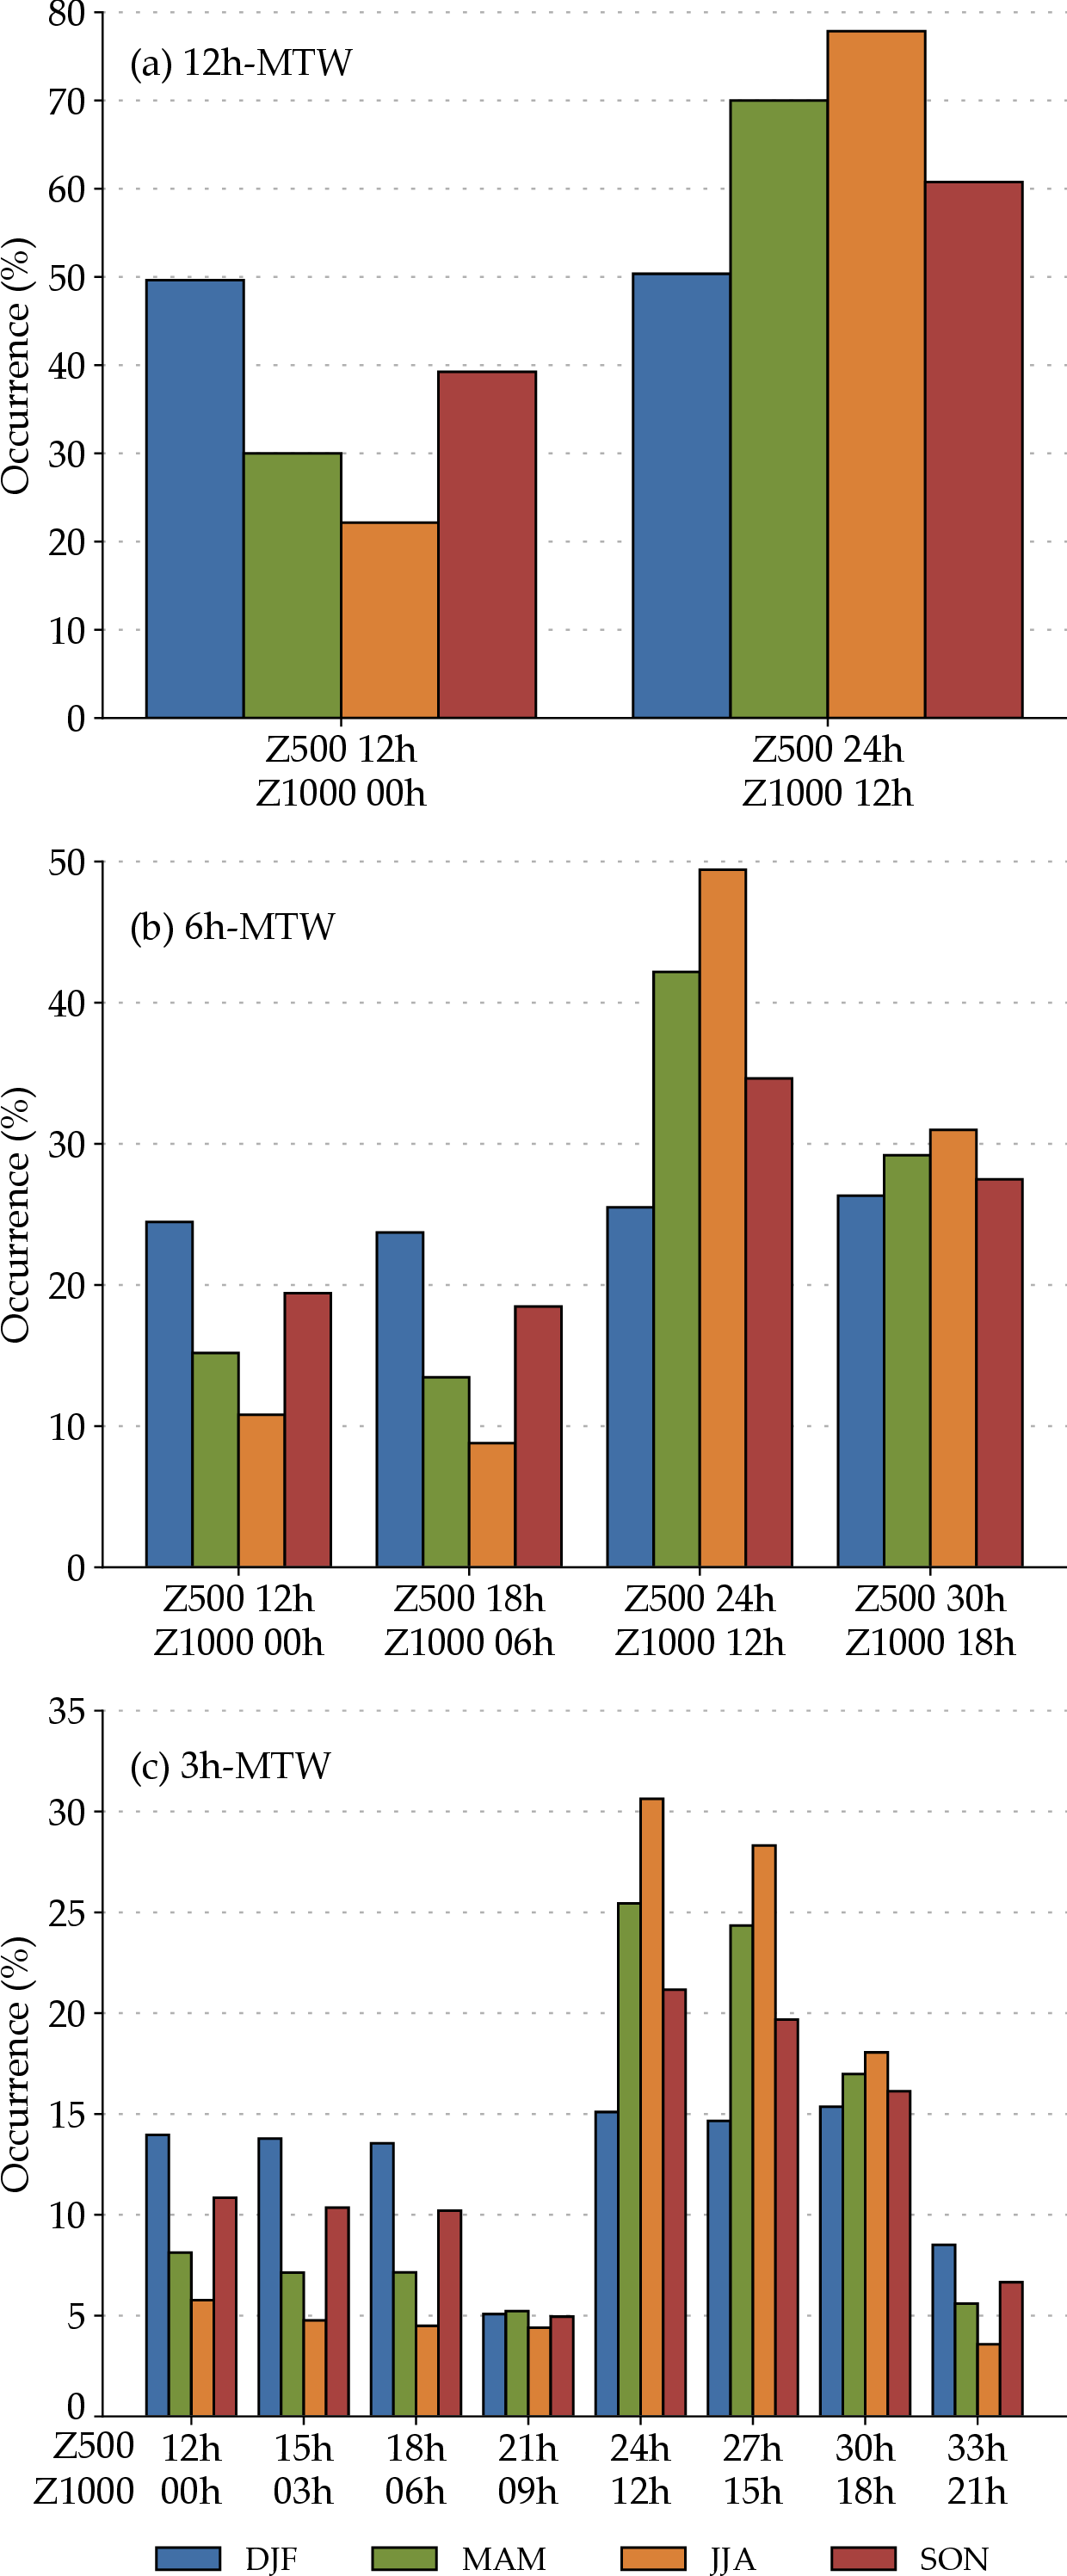 (a) 12h-MTW
Occurrence (%)
80
70
60
50
40
30
20
10
0
Z500 12h
Z1000 00h
Z500 24h
Z1000 12h
(b) 6h-MTW
Occurrence (%)
50
40
30
20
10
0
Z500 12h
Z1000 00h
Z500 18h
Z1000 06h
Z500 24h
Z1000 12h
Z500 30h
Z1000 18h
(c) 3h-MTW
Occurrence (%)
35
30
25
20
15
10
5
0
Z500 12h 15h 18h 21h 24h 27h 30h 33h
Z1000 00h 03h 06h 09h 12h 15h 18h 21h
DJF MAM JJA SON